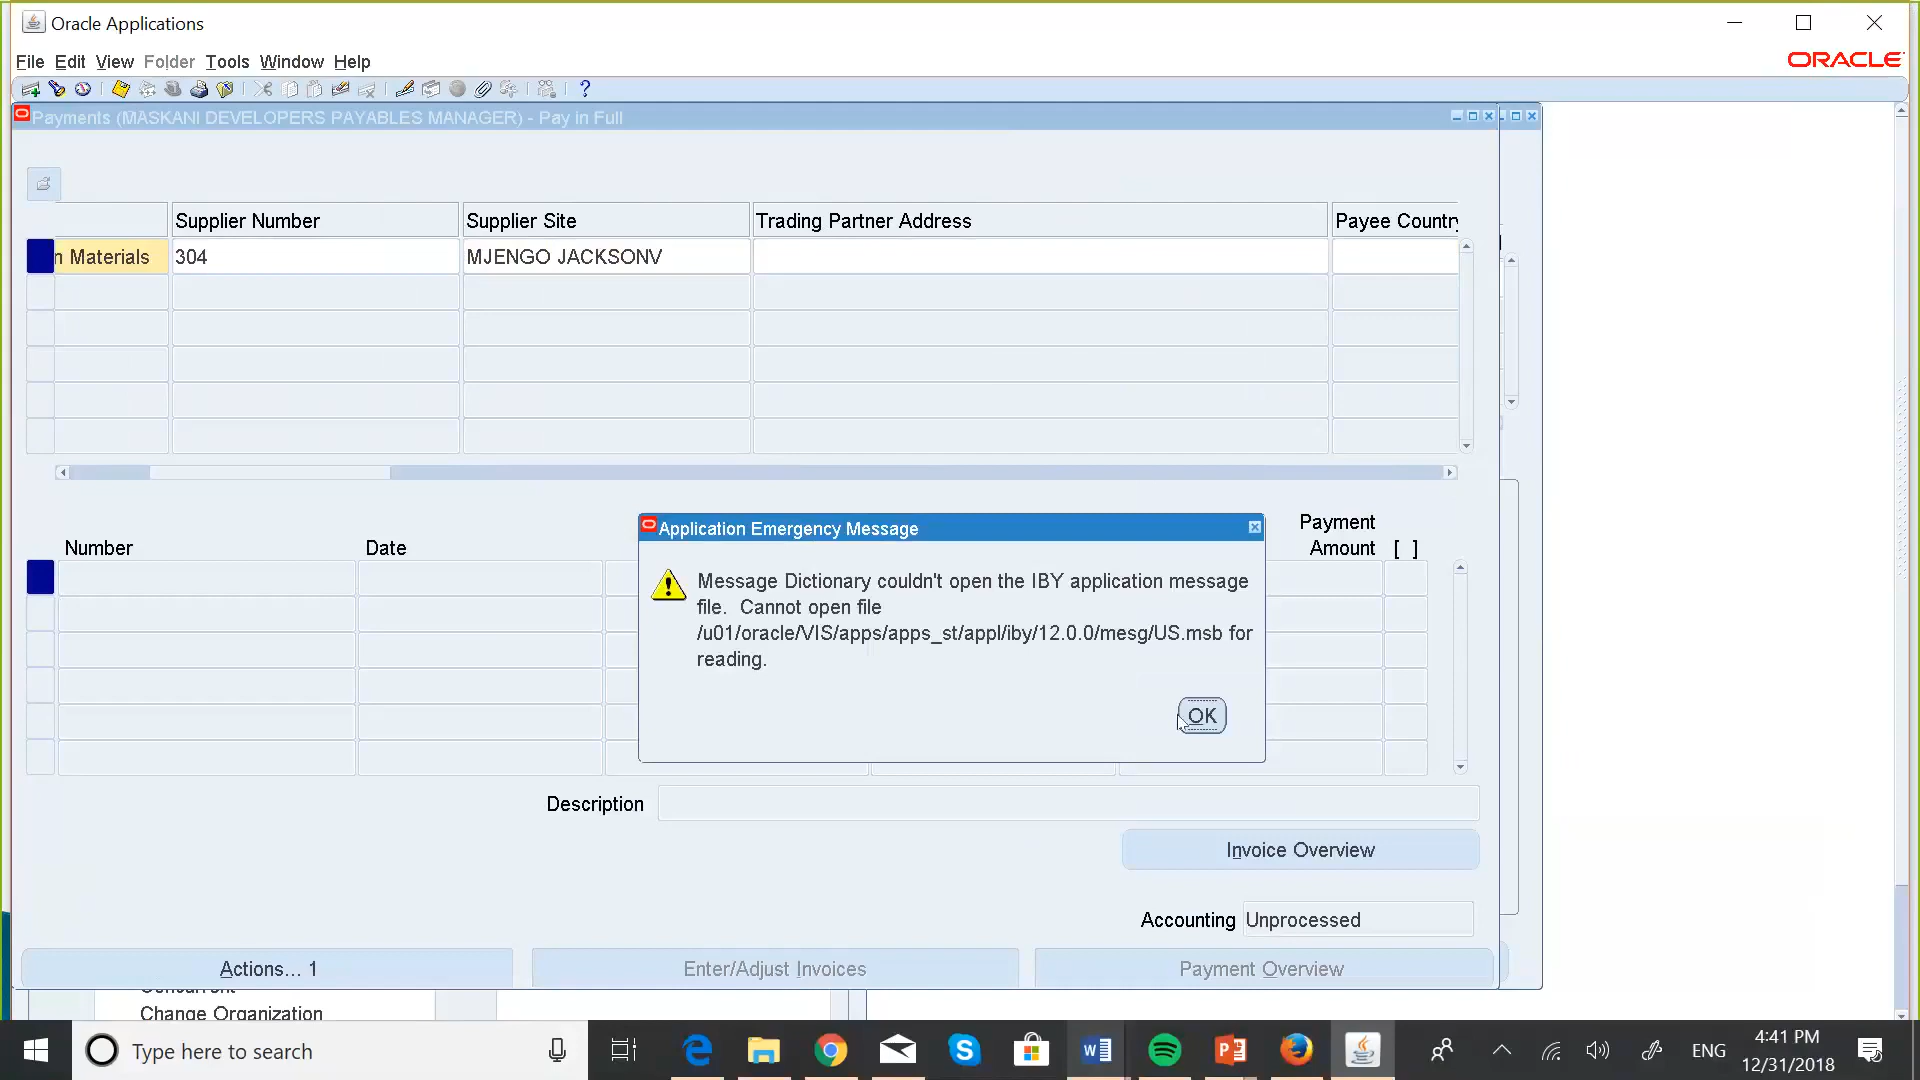 Oracle Applications
File Edit View Folder Tools Window Help
ORACLE
Payments (MASKANI DEVELOPERS PAYABLES MANAGER) - Pay in Full
Supplier Number Supplier Site Trading Partner Address Payee Country
n Materials 304 MJENGO JACKSONV
Application Emergency Message
Message Dictionary couldn't open the IBY application message
file. Cannot open file
/u01/oracle/VIS/apps/apps_st/appl/iby/12.0.0/mesg/US.msb for
reading.
OK
Payment
Number Date Amount [ ]
Description
Invoice Overview
Accounting Unprocessed
Actions... 1 Enter/Adjust Invoices Payment Overview
Concurrent
Change Organization
Type here to search
ENG
4:41 PM
12/31/2018